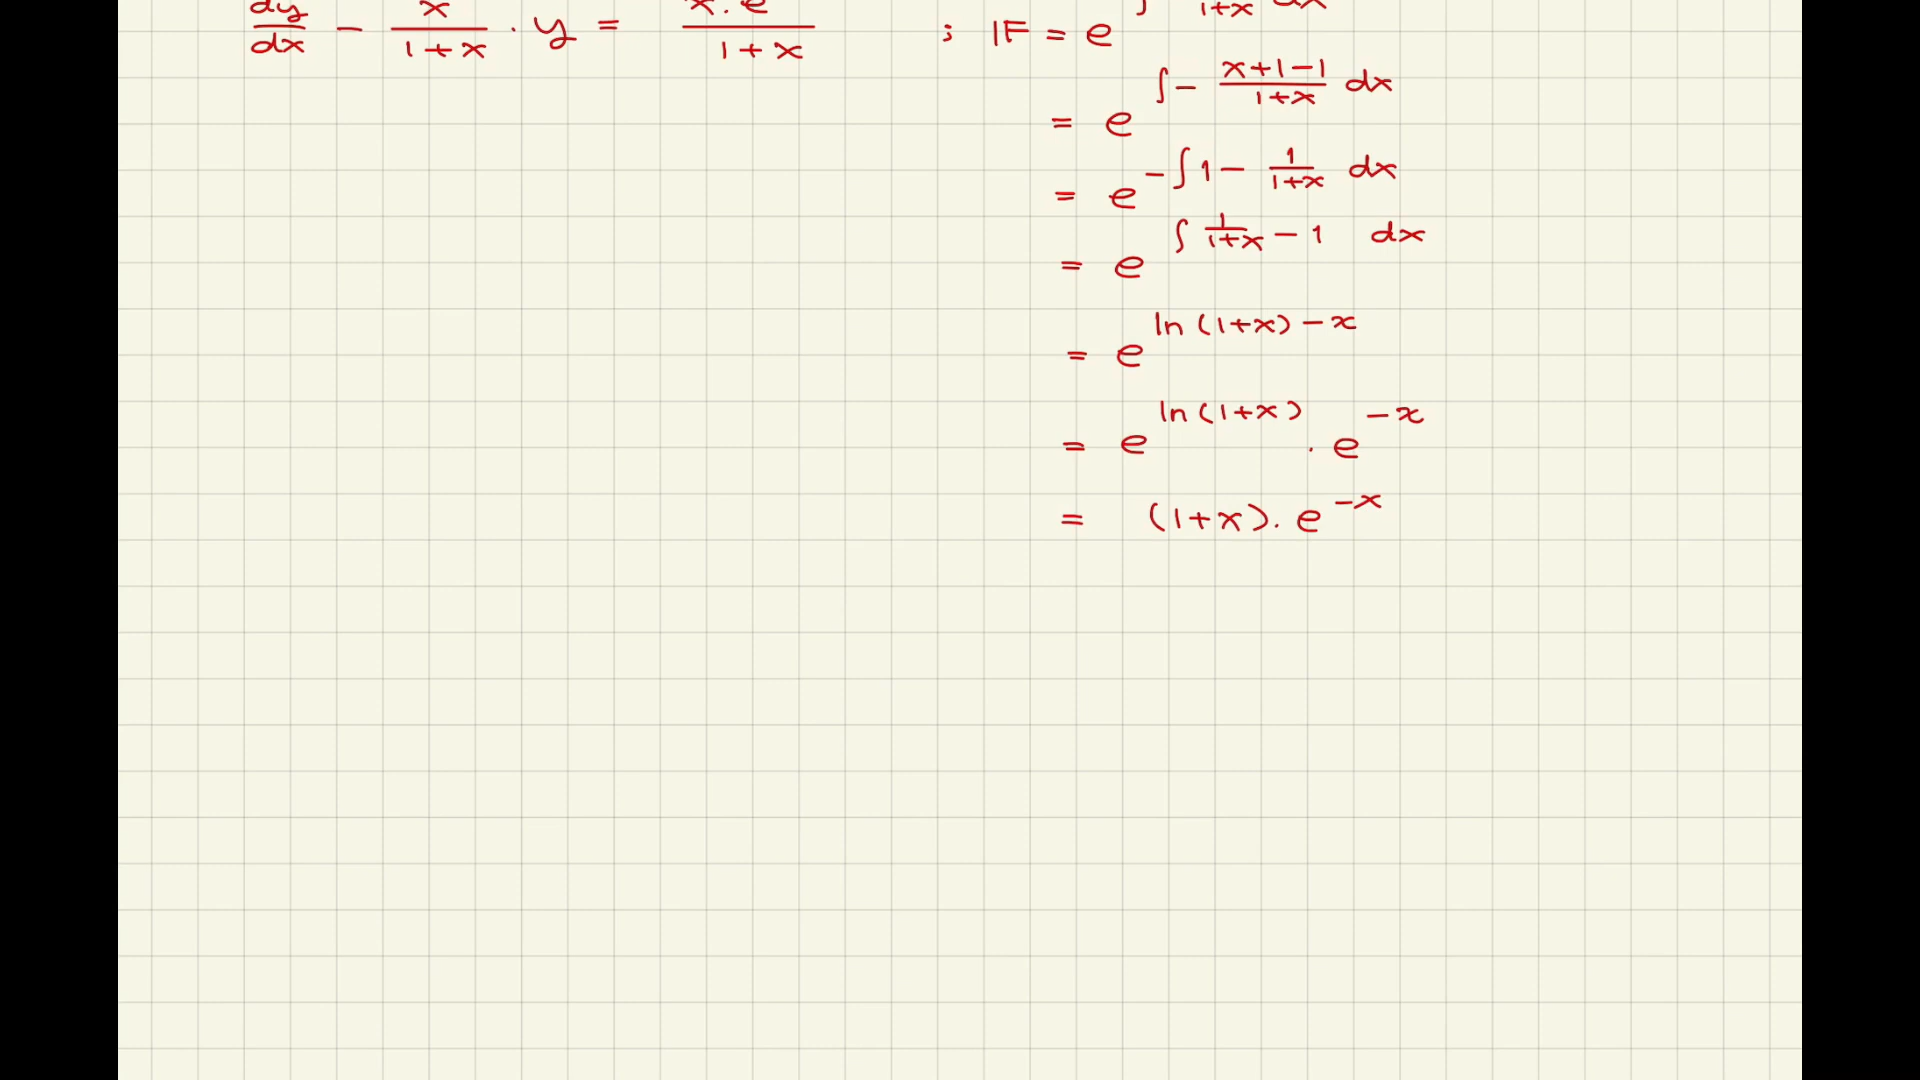 dy/dx - x/(1+x) · y = x·e/(1+x) ; IF = e^(∫ /(1+x) dx)
= e^(∫ - (x+1-1)/(1+x) dx)
= e^(-∫ 1 - 1/(1+x) dx)
= e^(∫ 1/(1+x) - 1 dx)
= e^(ln(1+x) - x)
= e^(ln(1+x)) · e^(-x)
= (1+x) · e^(-x)